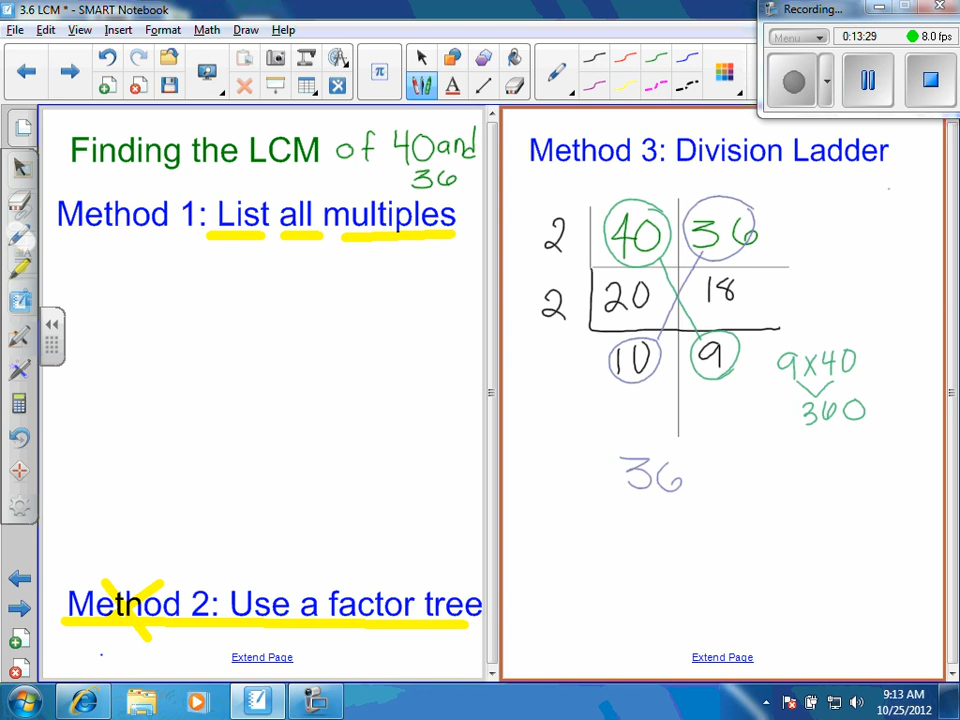 3.6 LCM * - SMART Notebook
Recording...
File Edit View Insert Format Math Draw Help
Menu 0:13:29 8.0 fps
Finding the LCM of 40 and
36
Method 1: List all multiples
Method 2: Use a factor tree
Extend Page
Method 3: Division Ladder
2 40 36
2 20 18
10 9
9x40
360
36
Extend Page
9:13 AM
10/25/2012